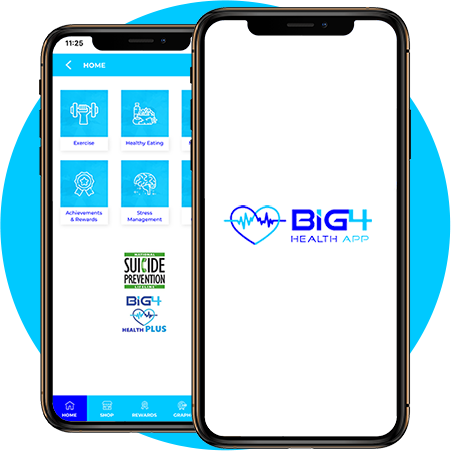 11:25
HOME
Exercise
Healthy Eating
Achievements
& Rewards
Stress
Management
NATIONAL
SUICIDE
PREVENTION
LIFELINE
BiG4
HEALTH PLUS
HOME
SHOP
REWARDS
GRAPH
BiG4
HEALTH APP